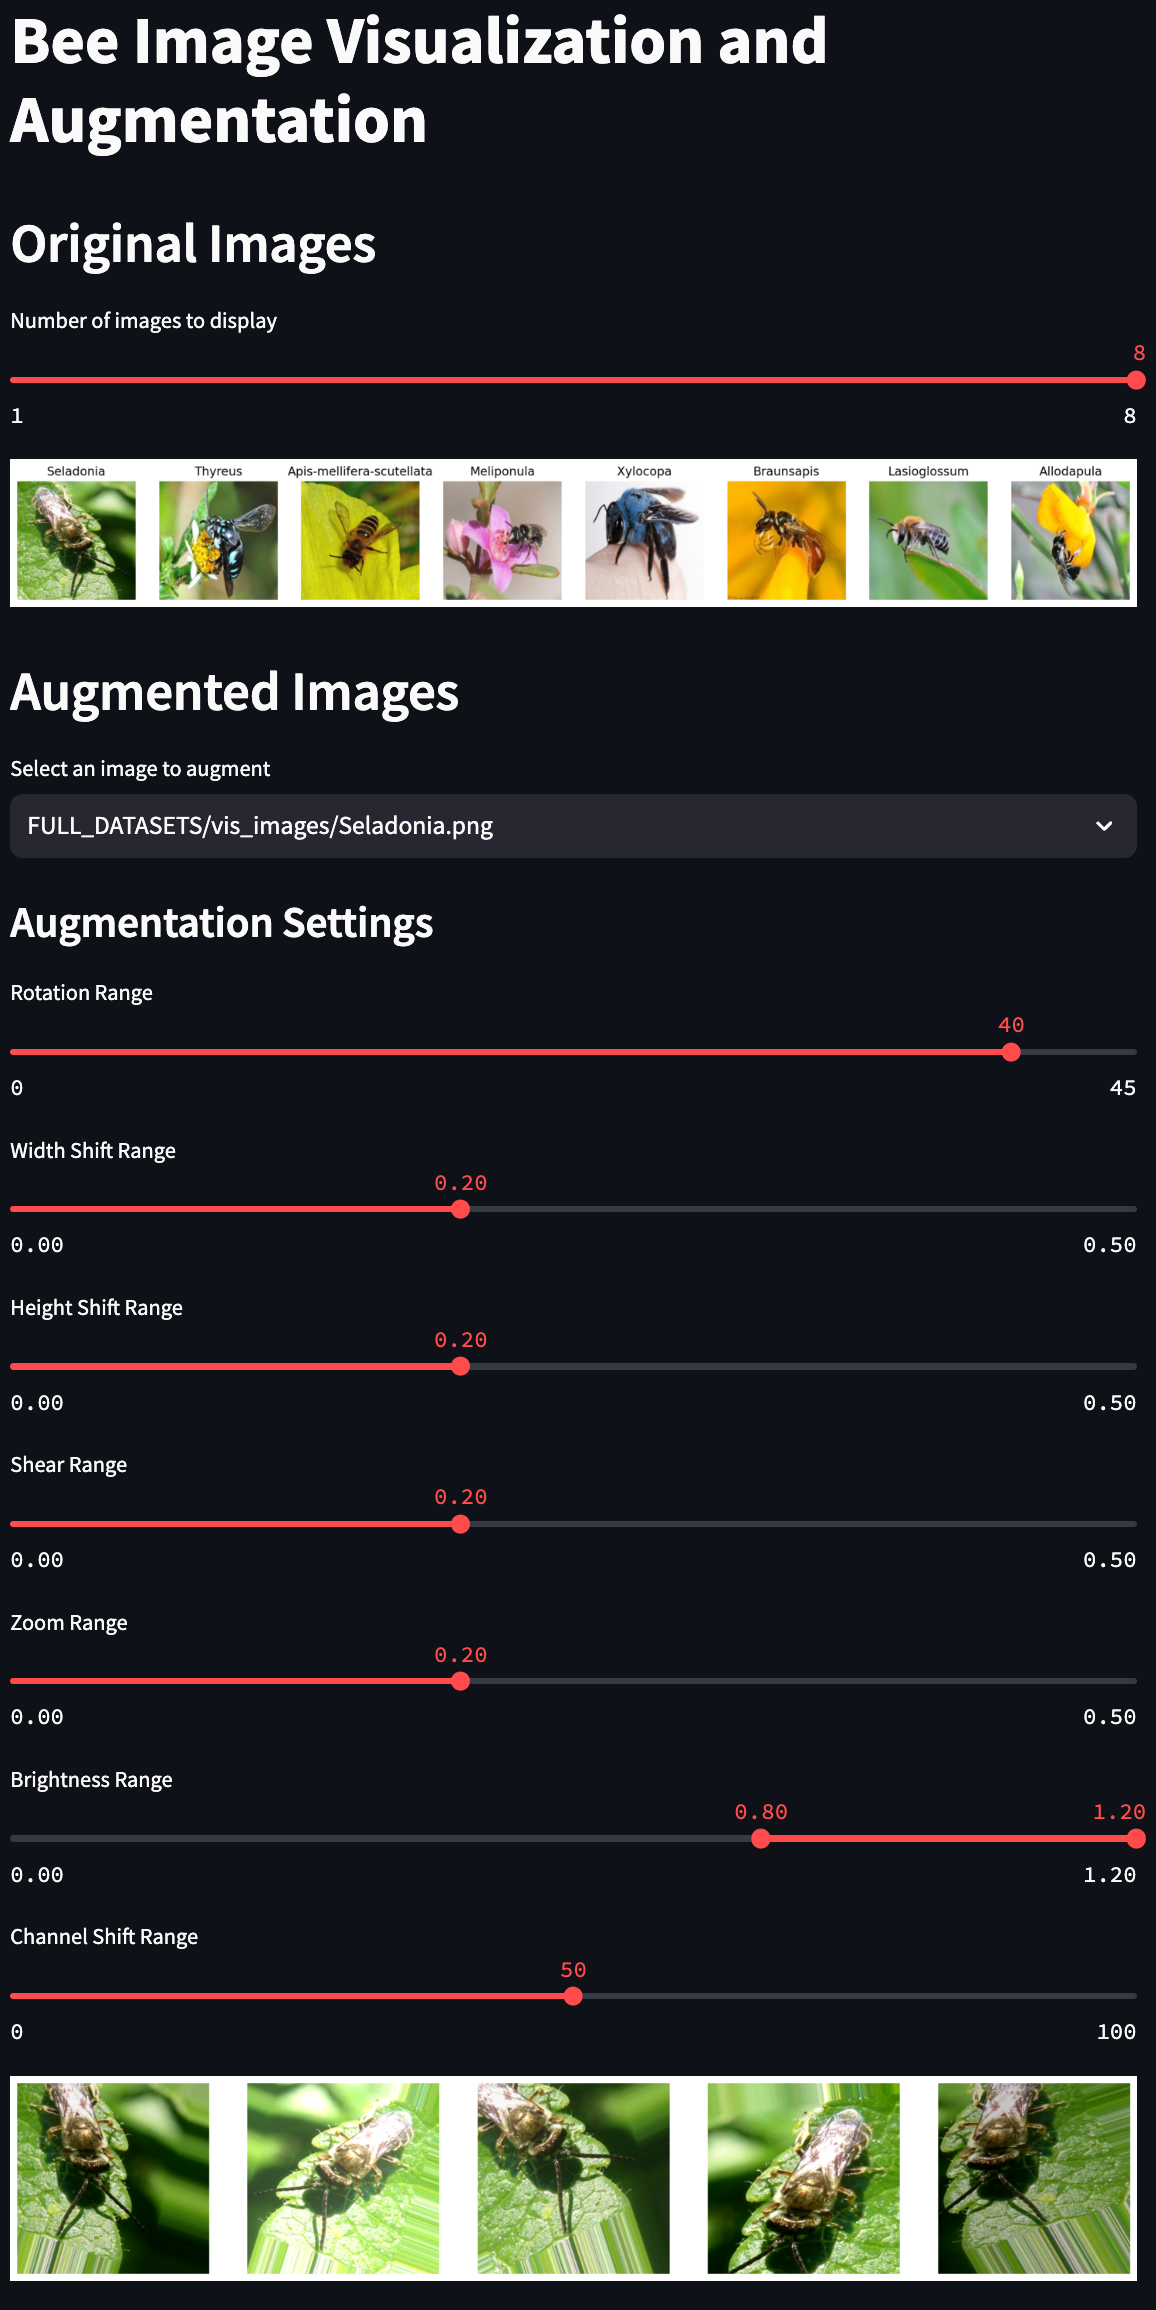 Bee Image Visualization and
Augmentation
Original Images
Number of images to display
8
1 8
Seladonia Thyreus Apis-mellifera-scutellata Meliponula Xylocopa Braunsapis Lasioglossum Allodapula
Augmented Images
Select an image to augment
FULL_DATASETS/vis_images/Seladonia.png
Augmentation Settings
Rotation Range
40
0 45
Width Shift Range
0.20
0.00 0.50
Height Shift Range
0.20
0.00 0.50
Shear Range
0.20
0.00 0.50
Zoom Range
0.20
0.00 0.50
Brightness Range
0.80 1.20
0.00 1.20
Channel Shift Range
50
0 100